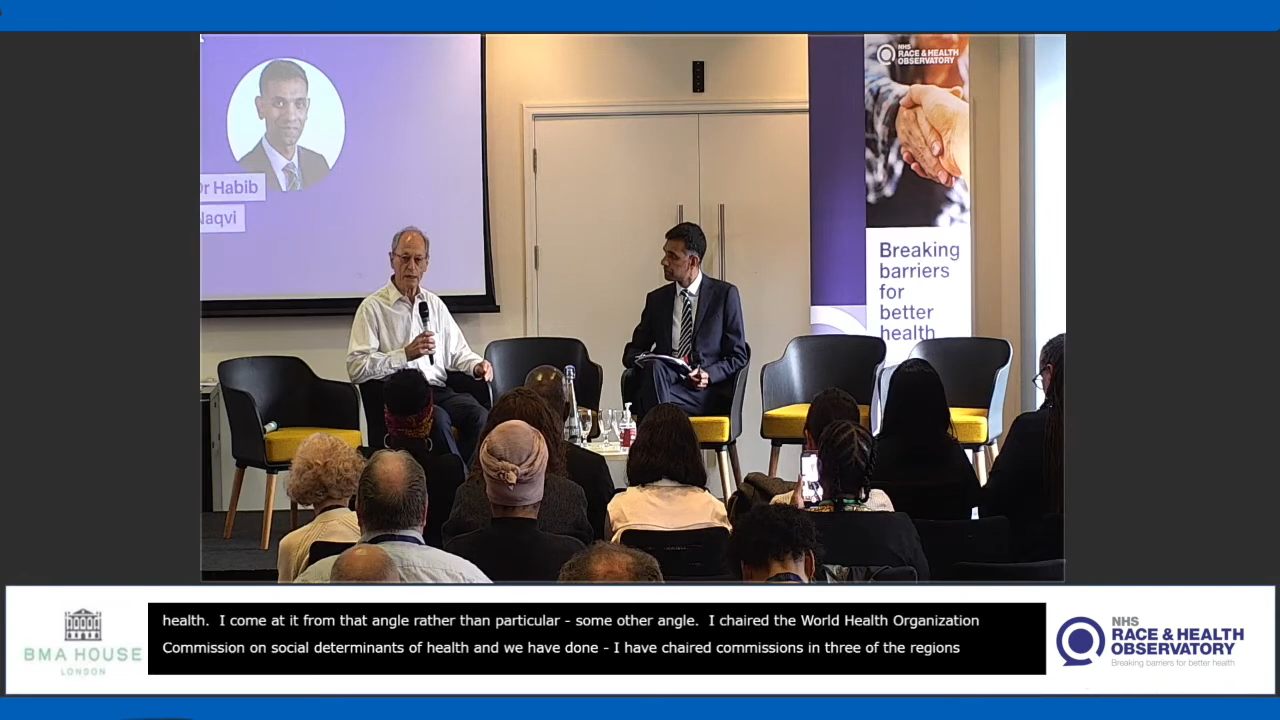 Dr Habib
Naqvi
NHS
RACE & HEALTH
OBSERVATORY
Breaking
barriers
for
better
health
BMA HOUSE
LONDON
health. I come at it from that angle rather than particular - some other angle. I chaired the World Health Organization
Commission on social determinants of health and we have done - I have chaired commissions in three of the regions
NHS
RACE & HEALTH
OBSERVATORY
Breaking barriers for better health